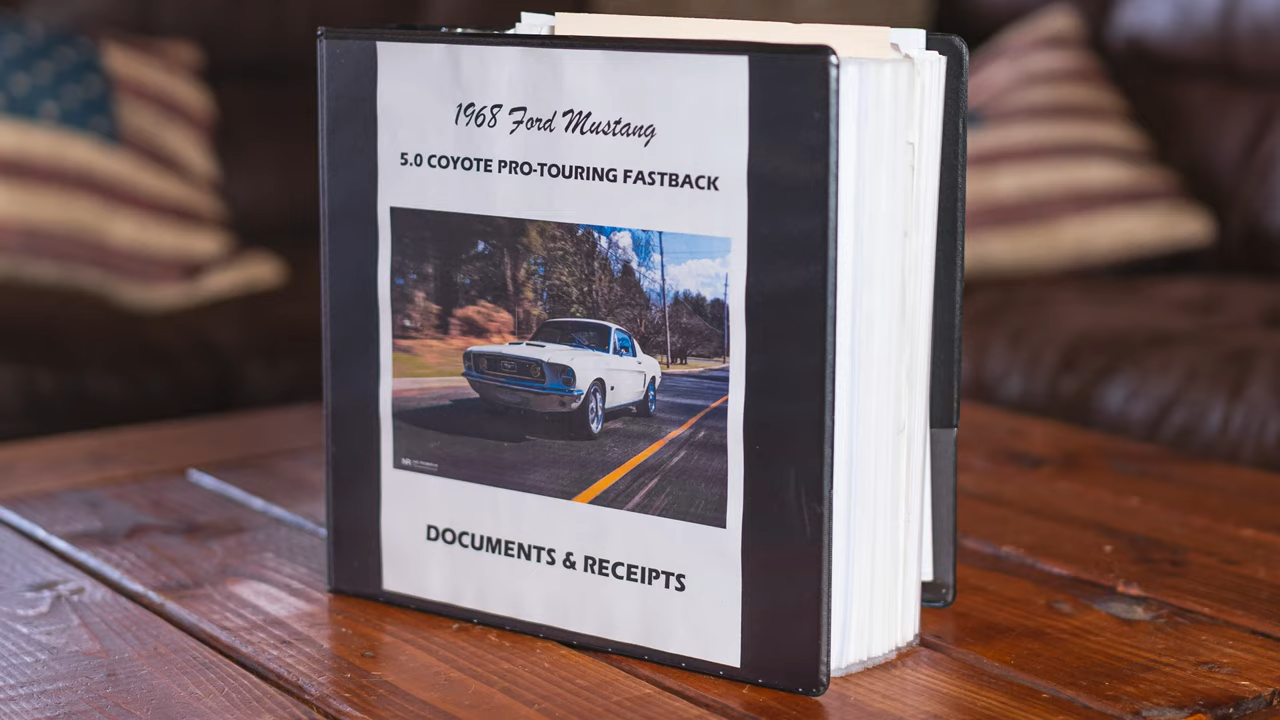 1968 Ford Mustang
5.0 COYOTE PRO-TOURING FASTBACK
DOCUMENTS & RECEIPTS